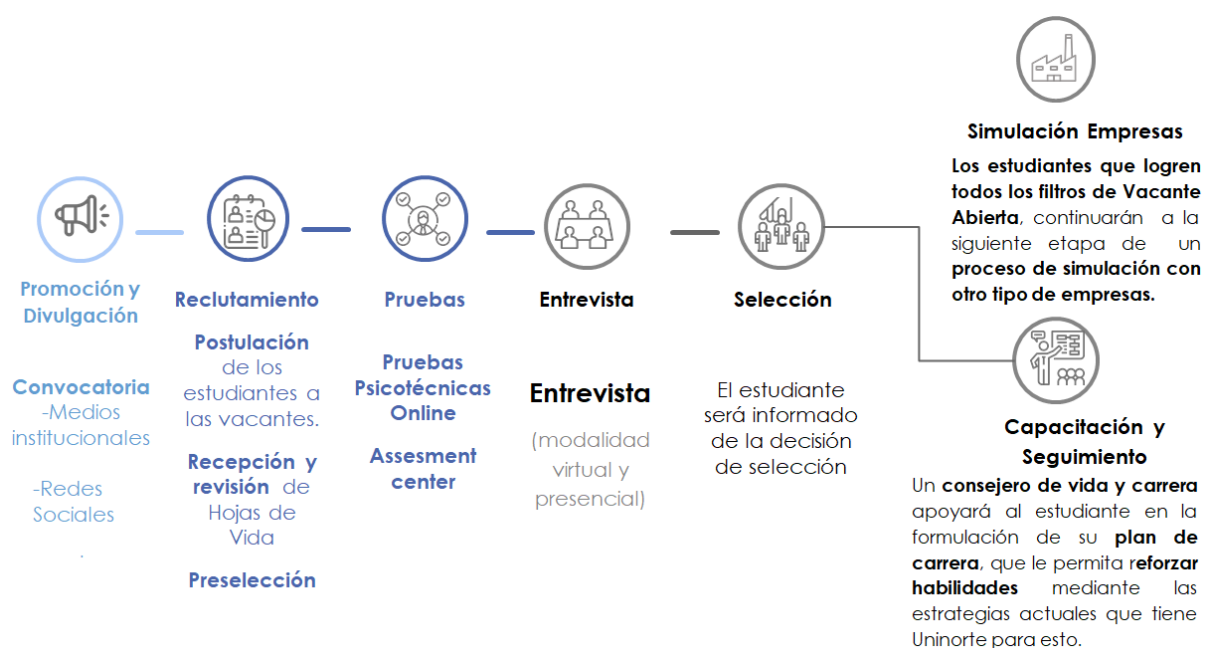 Promoción y
Divulgación
Convocatoria
-Medios
institucionales
-Redes
Sociales
.
Reclutamiento
Postulación
de los
estudiantes a
las vacantes.
Recepción y
revisión de
Hojas de
Vida
Preselección
Pruebas
Pruebas
Psicotécnicas
Online
Assesment
center
Entrevista
Entrevista
(modalidad
virtual y
presencial)
Selección
El estudiante
será informado
de la decisión
de selección
Simulación Empresas
Los estudiantes que logren
todos los filtros de Vacante
Abierta, continuarán a la
siguiente etapa de un
proceso de simulación con
otro tipo de empresas.
Capacitación y
Seguimiento
Un consejero de vida y carrera
apoyará al estudiante en la
formulación de su plan de
carrera, que le permita reforzar
habilidades mediante las
estrategias actuales que tiene
Uninorte para esto.